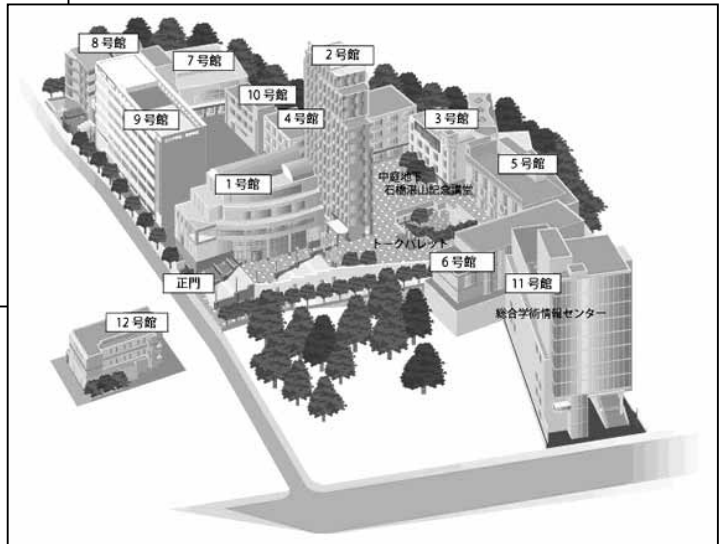 8号館
7号館
2号館
10号館
9号館
4号館
3号館
5号館
1号館
中庭地下
石橋湛山記念講堂
トークパレット
6号館
正門
11号館
総合学術情報センター
12号館